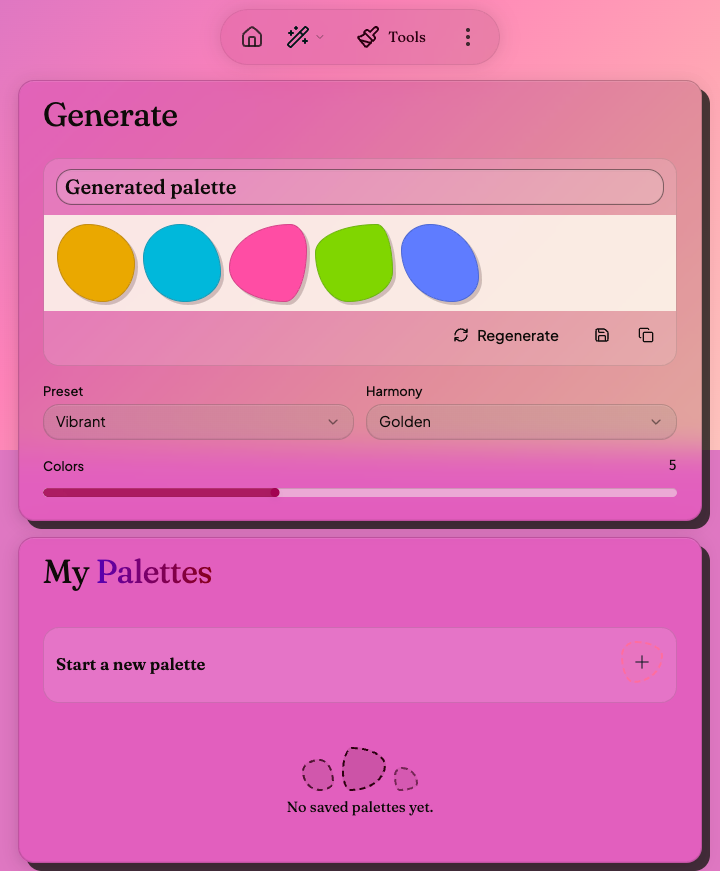 Tools
Generate
Generated palette
Regenerate
Preset
Harmony
Vibrant
Golden
Colors
5
My Palettes
Start a new palette
No saved palettes yet.